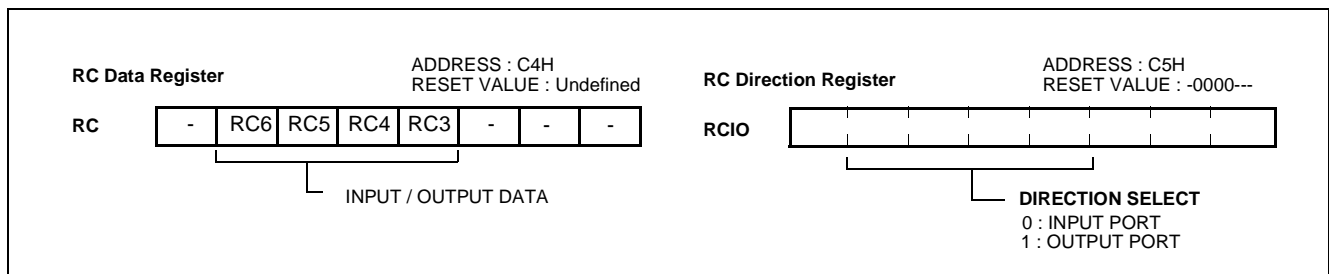 RC Data Register
ADDRESS : C4H
RESET VALUE : Undefined
RC
- RC6 RC5 RC4 RC3 - - -
INPUT / OUTPUT DATA
RC Direction Register
ADDRESS : C5H
RESET VALUE : -0000---
RCIO
DIRECTION SELECT
0 : INPUT PORT
1 : OUTPUT PORT